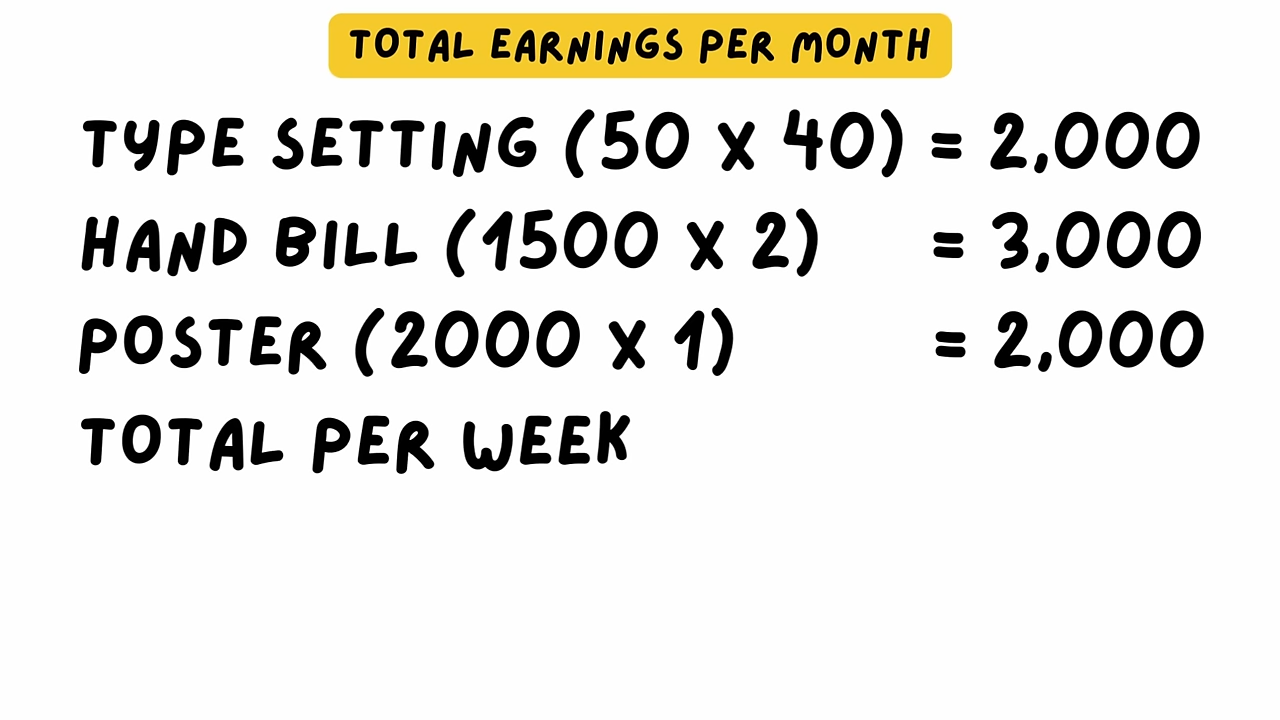 TOTAL EARNINGS PER MONTH
TYPE SETTING (50 X 40) = 2,000
HAND BILL (1500 X 2) = 3,000
POSTER (2000 X 1) = 2,000
TOTAL PER WEEK